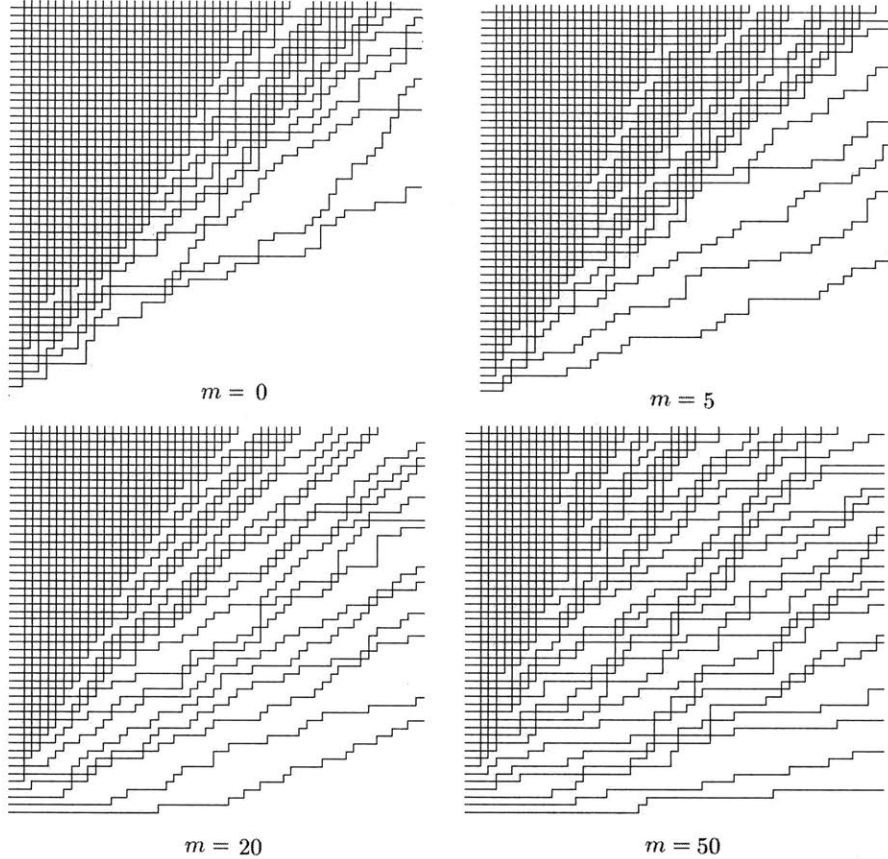 m = 0
m = 5
m = 20
m = 50